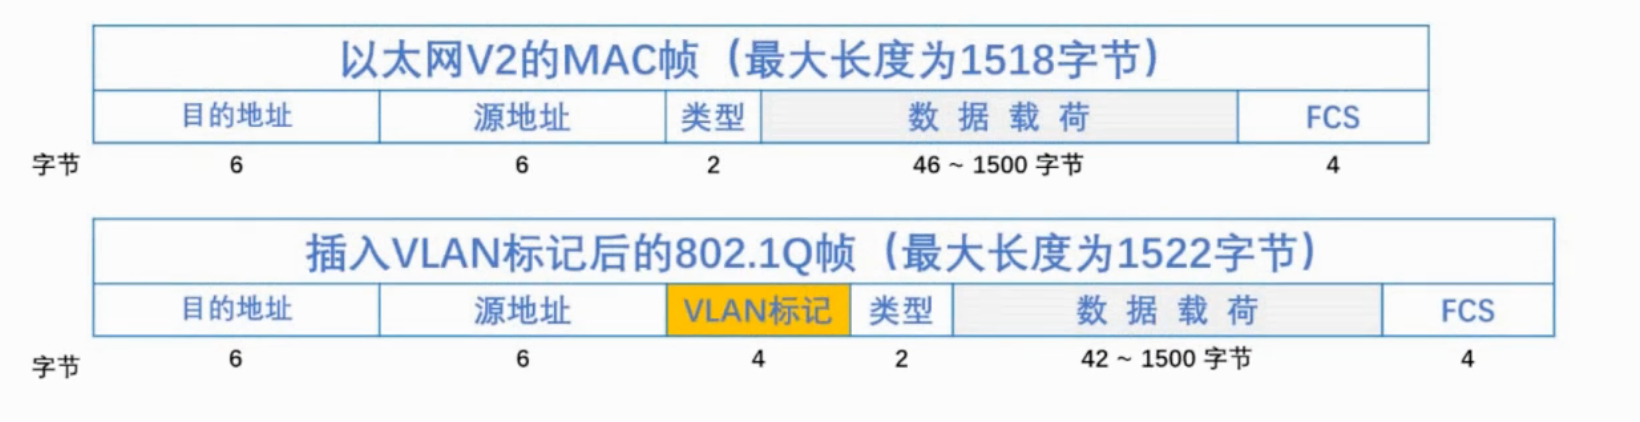 以太网V2的MAC帧（最大长度为1518字节）
目的地址 源地址 类型 数 据 载 荷 FCS
字节 6 6 2 46 ~ 1500 字节 4
插入VLAN标记后的802.1Q帧（最大长度为1522字节）
目的地址 源地址 VLAN标记 类型 数 据 载 荷 FCS
字节 6 6 4 2 42 ~ 1500 字节 4